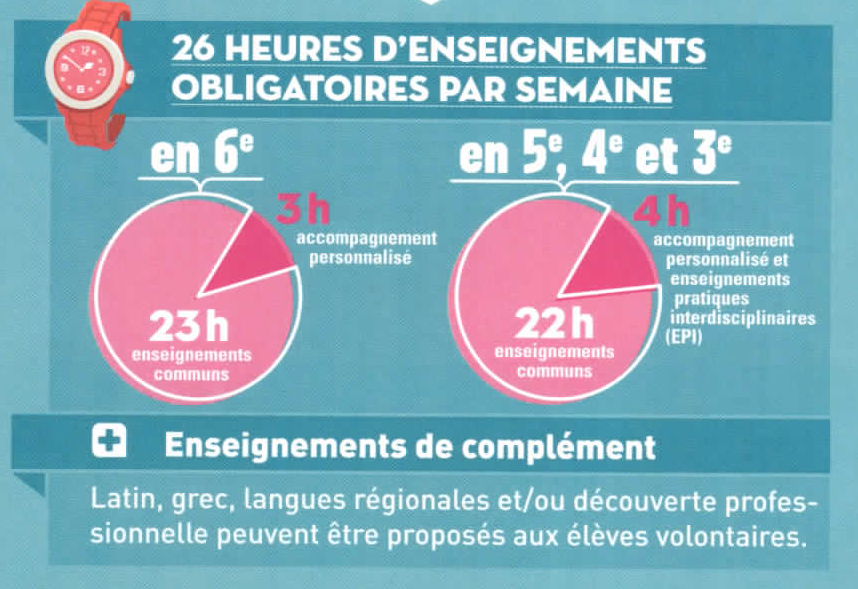 26 HEURES D'ENSEIGNEMENTS
OBLIGATOIRES PAR SEMAINE
en 6e
3h
accompagnement
personnalisé
23h
enseignements
communs
en 5e, 4e et 3e
4h
accompagnement
personnalisé et
enseignements
pratiques
interdisciplinaires
(EPI)
22h
enseignements
communs
Enseignements de complément
Latin, grec, langues régionales et/ou découverte profes-
sionnelle peuvent être proposés aux élèves volontaires.